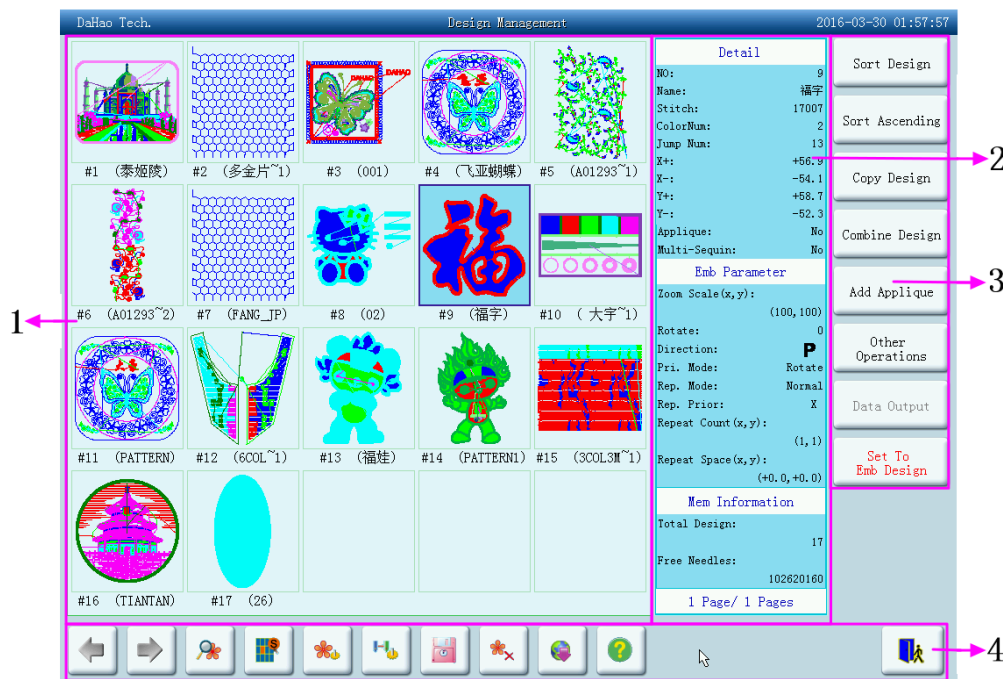 DaHao Tech. Design Management 2016-03-30 01:57:57
#1 (泰姬陵) #2 (多金片~1) #3 (001) #4 (飞亚蝴蝶) #5 (A01293~1)
#6 (A01293~2) #7 (FANG_JP) #8 (02) #9 (福字) #10 ( 大宇~1)
#11 (PATTERN) #12 (6COL~1) #13 (福娃) #14 (PATTERN1) #15 (3COL3M~1)
#16 (TIANTAN) #17 (26)
DAHAO
DAHAO
福
1
Detail
NO: 9
Name: 福字
Stitch: 17007
ColorNum: 2
Jump Num: 13
X+: +56.9
X-: -54.1
Y+: +58.7
Y-: -52.3
Applique: No
Multi-Sequin: No
Emb Parameter
Zoom Scale(x,y):
(100,100)
Rotate: 0
Direction: P
Pri. Mode: Rotate
Rep. Mode: Normal
Rep. Prior: X
Repeat Count(x,y):
(1,1)
Repeat Space(x,y):
(+0.0,+0.0)
Mem Information
Total Design:
17
Free Needles:
102620160
1 Page/ 1 Pages
Sort Design
Sort Ascending
Copy Design
Combine Design
Add Applique
Other
Operations
Data Output
Set To
Emb Design
2
3
S
?
4